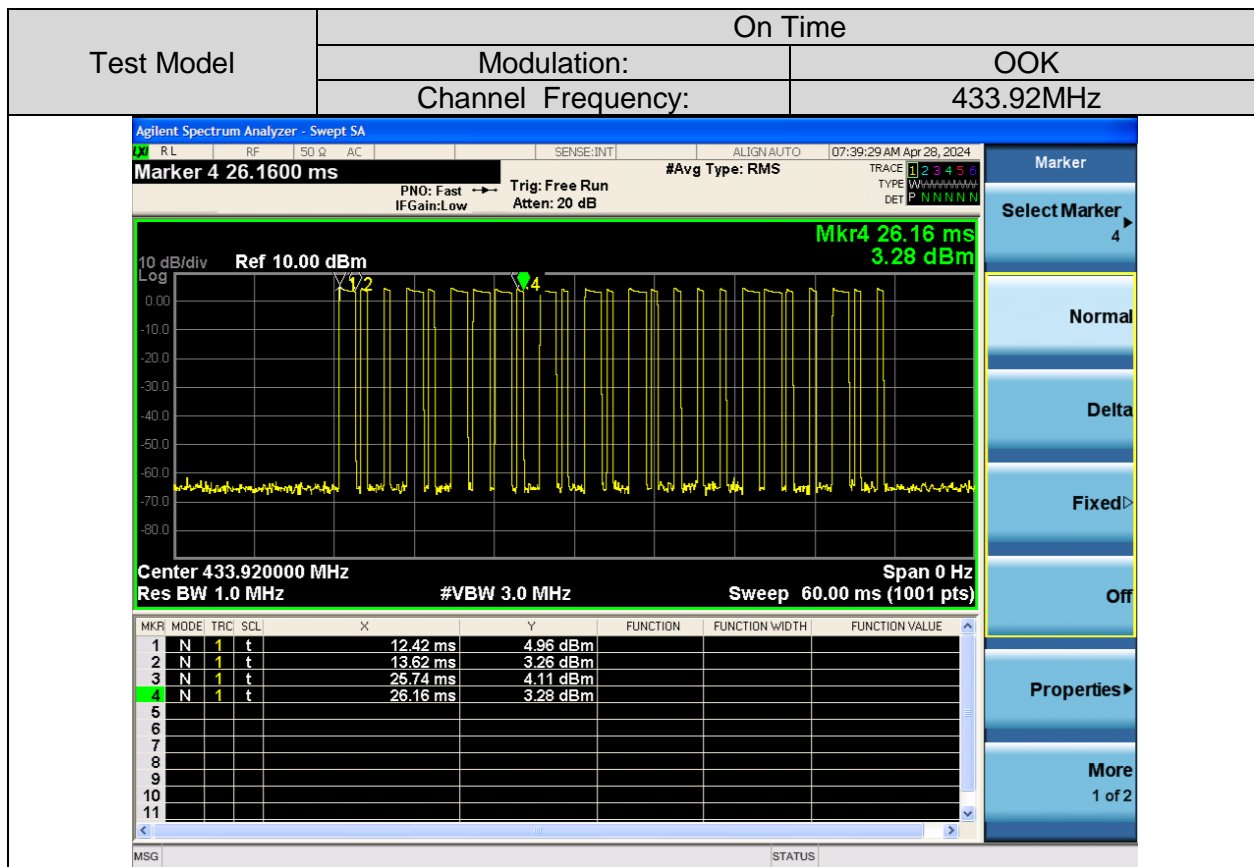 On Time
Test Model Modulation: OOK
Channel Frequency: 433.92MHz
Agilent Spectrum Analyzer - Swept SA
LXI RL RF 50 Ω AC SENSE:INT ALIGN AUTO 07:39:29 AM Apr 28, 2024
Marker 4 26.1600 ms
PNO: Fast
IFGain:Low
Trig: Free Run
Atten: 20 dB
#Avg Type: RMS
TRACE 1 2 3 4 5 6
TYPE W
DET P N N N N N
Mkr4 26.16 ms
3.28 dBm
10 dB/div Ref 10.00 dBm
Log
1 2 4
0.00
-10.0
-20.0
-30.0
-40.0
-50.0
-60.0
-70.0
-80.0
Center 433.920000 MHz Span 0 Hz
Res BW 1.0 MHz #VBW 3.0 MHz Sweep 60.00 ms (1001 pts)
MKR MODE TRC SCL X Y FUNCTION FUNCTION WIDTH FUNCTION VALUE
1 N 1 t 12.42 ms 4.96 dBm
2 N 1 t 13.62 ms 3.26 dBm
3 N 1 t 25.74 ms 4.11 dBm
4 N 1 t 26.16 ms 3.28 dBm
5
6
7
8
9
10
11
MSG STATUS
Marker
Select Marker
4
Normal
Delta
Fixed
Off
Properties
More
1 of 2